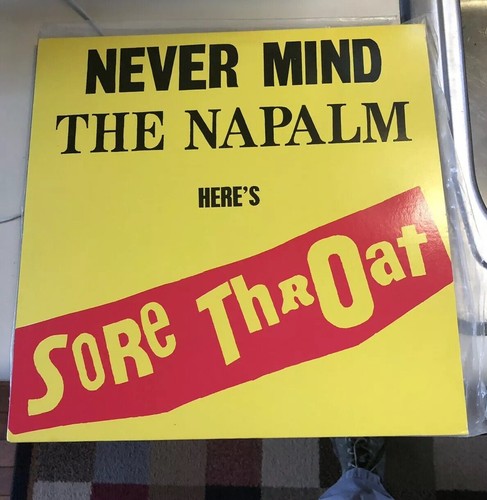 NEVER MIND
THE NAPALM
HERE'S
SORe ThROat